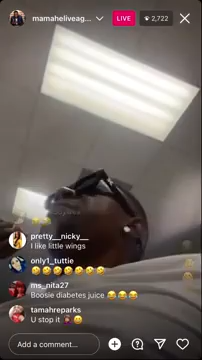 mamaheliveag... LIVE 2,722
pretty__nicky__
I like little wings
only1_tuttie
🤣🤣🤣🤣🤣🤣🤣
ms_nita27
Boosie diabetes juice 😂😂😂
tamahreparks
U stop it
Add a comment...